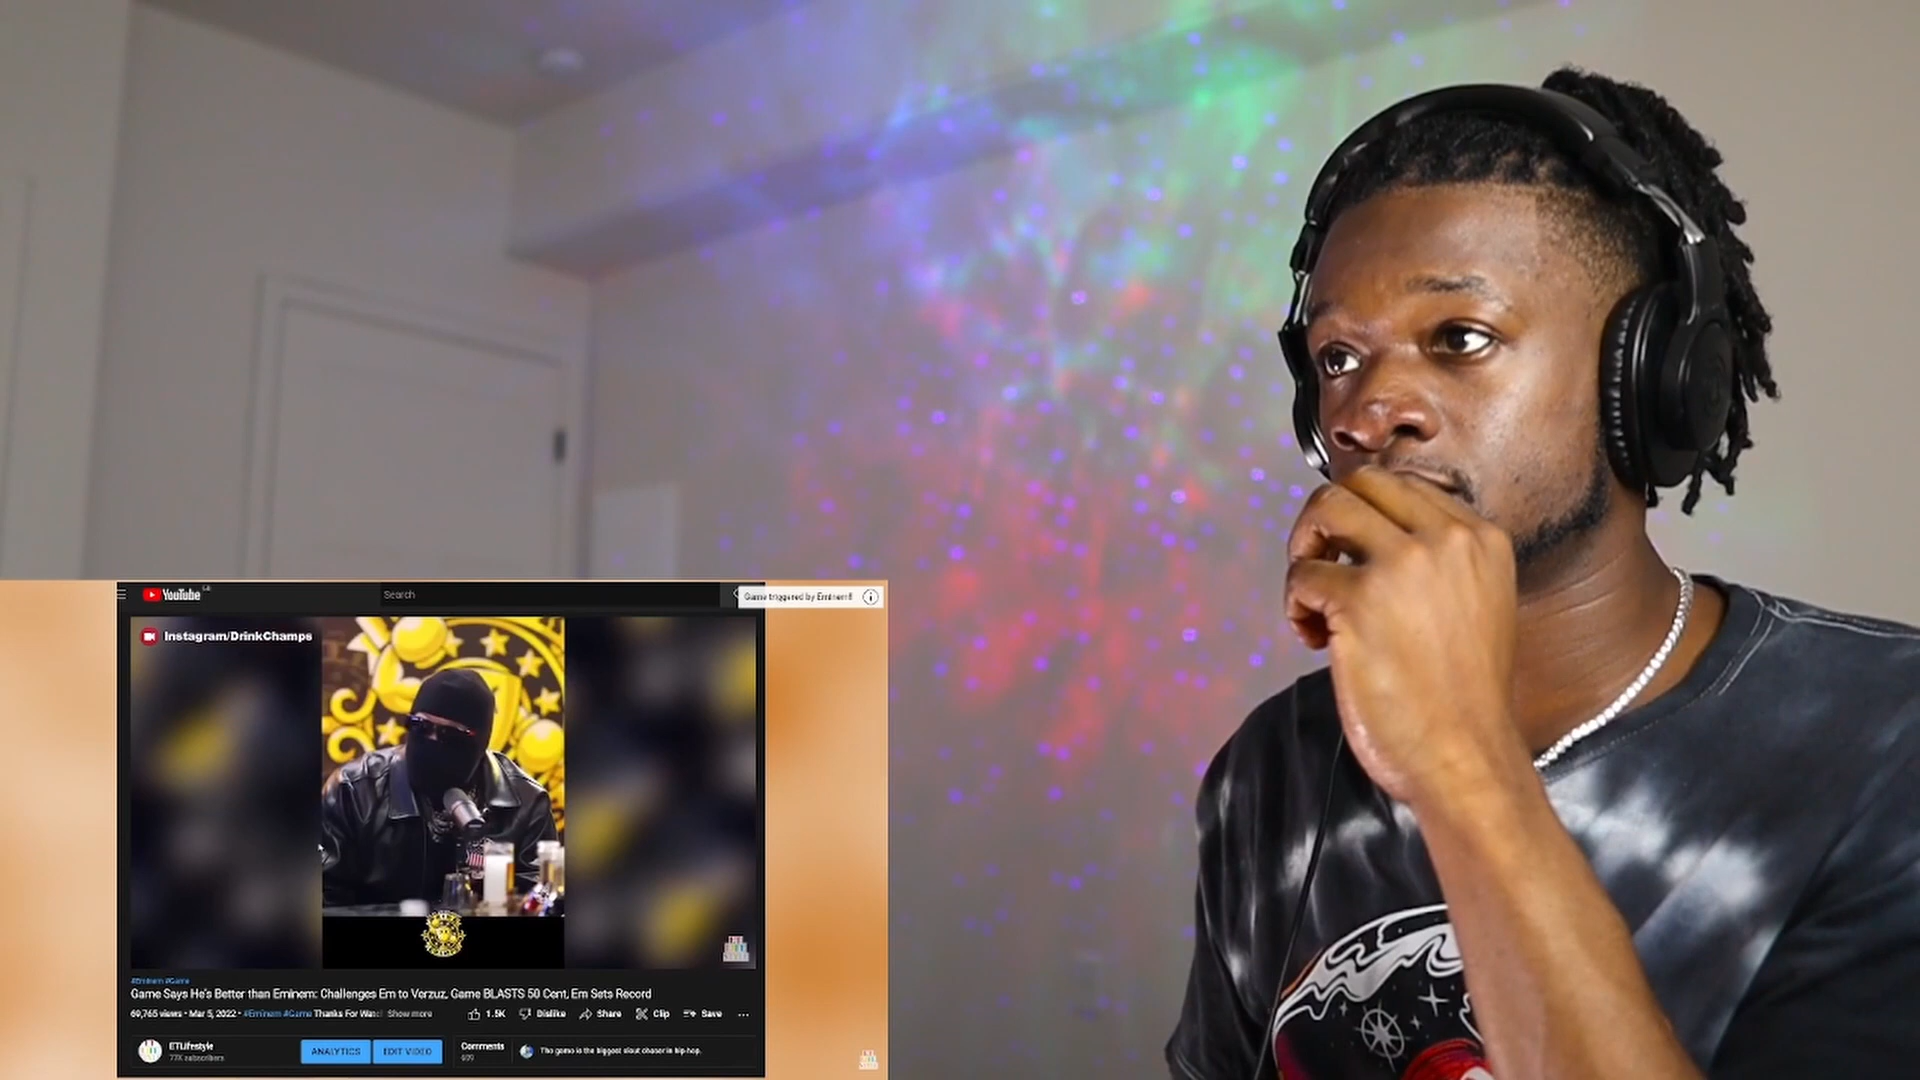 YouTube
Search
Game triggered by Eminem!!
Instagram/DrinkChamps
#Eminem #Game
Game Says He's Better than Eminem: Challenges Em to Verzuz, Game BLASTS 50 Cent, Em Sets Record
69,765 views • Mar 5, 2022 • #Eminem #Game Thanks For Watc Show more
1.5K Dislike Share Clip Save
ETLifestyle
77K subscribers
ANALYTICS EDIT VIDEO
Comments
The game is the biggest clout chaser in hip-hop.